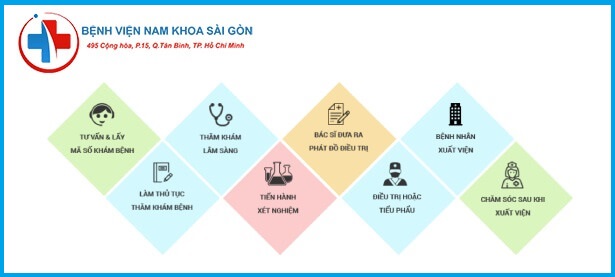 BỆNH VIỆN NAM KHOA SÀI GÒN
495 Cộng hòa, P.15, Q.Tân Bình, TP. Hồ Chí Minh
TƯ VẤN & LẤY
MÃ SỐ KHÁM BỆNH
LÀM THỦ TỤC
THĂM KHÁM BỆNH
THĂM KHÁM
LÂM SÀNG
TIẾN HÀNH
XÉT NGHIỆM
BÁC SĨ ĐƯA RA
PHÁT ĐỒ ĐIỀU TRỊ
ĐIỀU TRỊ HOẶC
TIỂU PHẪU
BỆNH NHÂN
XUẤT VIỆN
CHĂM SÓC SAU KHI
XUẤT VIỆN